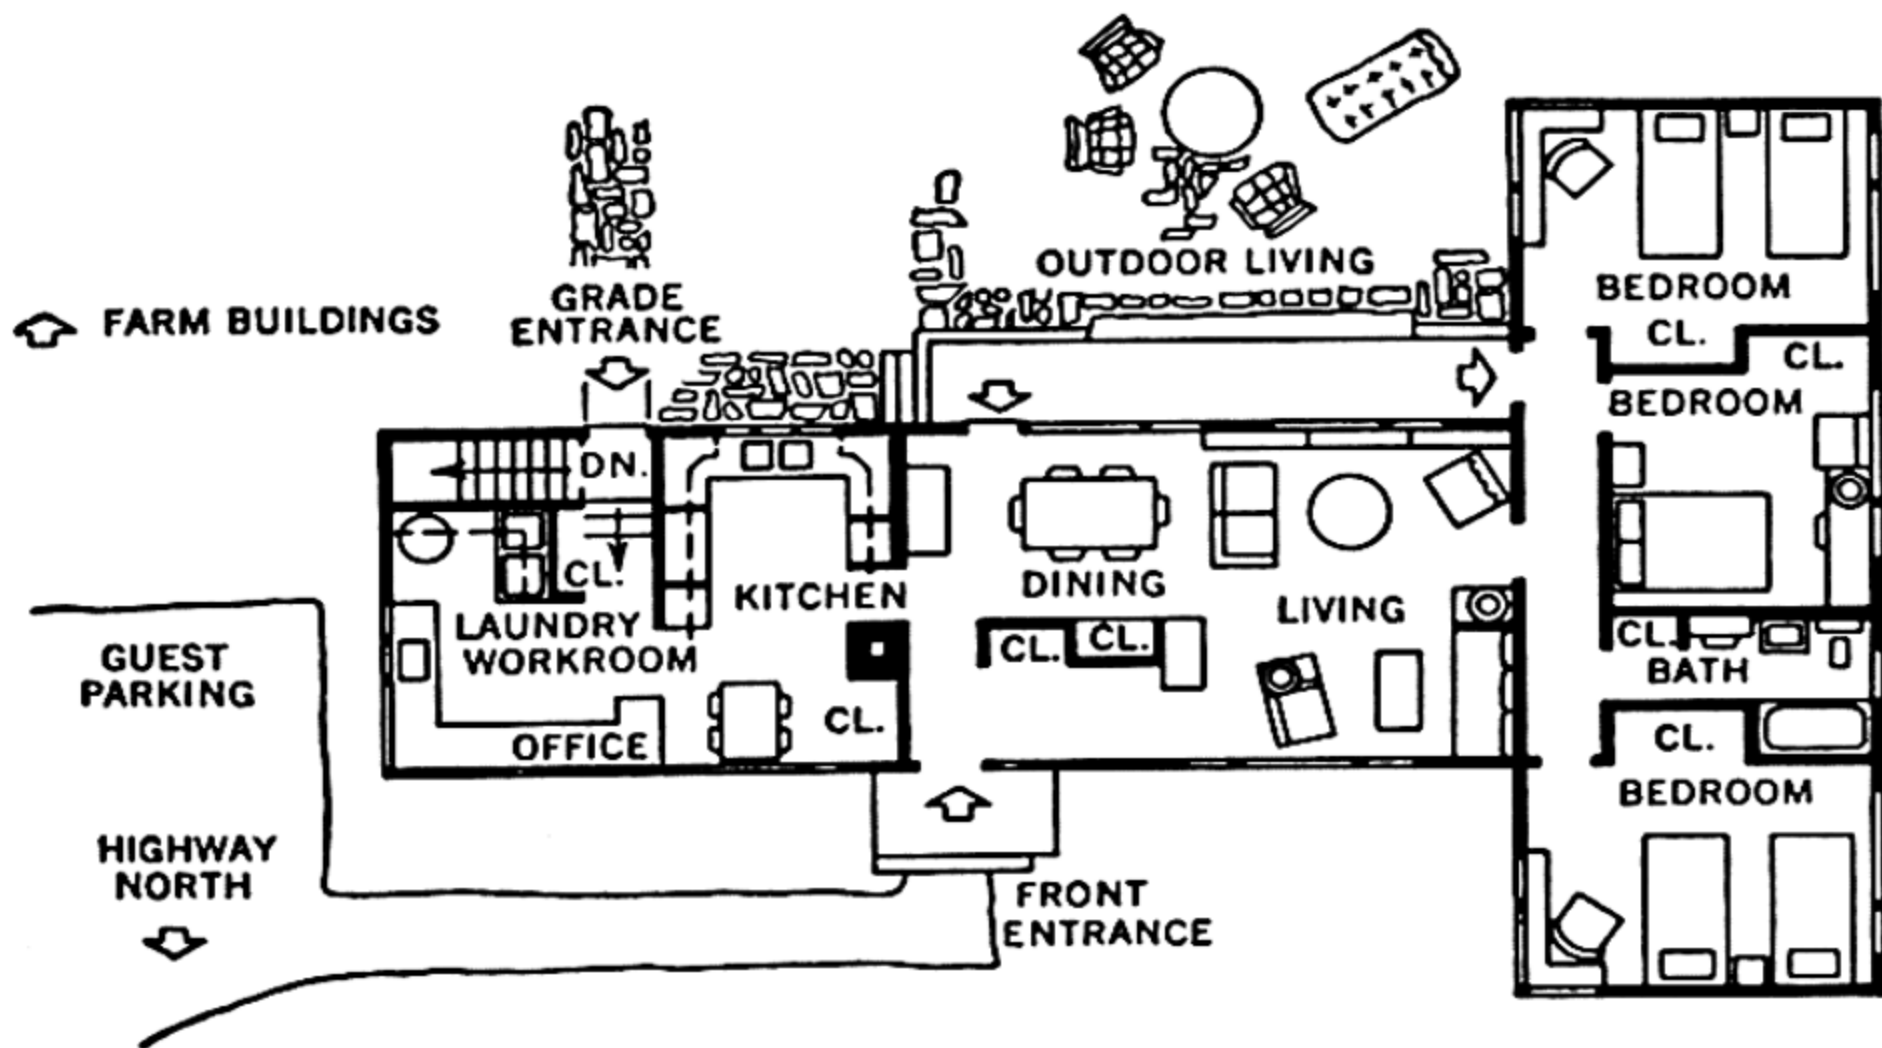 OUTDOOR LIVING
BEDROOM
GRADE
ENTRANCE
FARM BUILDINGS
CL.
CL.
BEDROOM
DN.
CL.
KITCHEN
DINING
LIVING
LAUNDRY
WORKROOM
CL.
CL.
CL.
BATH
GUEST
PARKING
CL.
OFFICE
CL.
BEDROOM
HIGHWAY
NORTH
FRONT
ENTRANCE